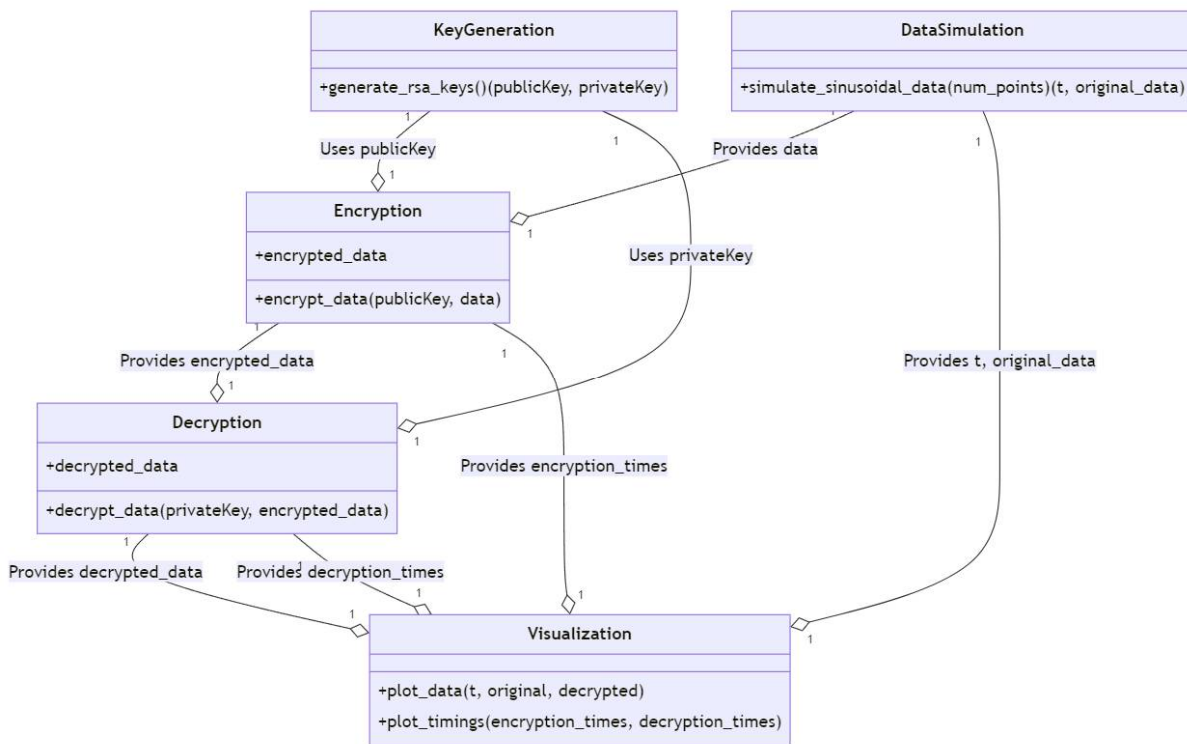 KeyGeneration
+generate_rsa_keys()(publicKey, privateKey)
DataSimulation
+simulate_sinusoidal_data(num_points)(t, original_data)
1
1
1
1
Uses publicKey
Provides data
1
Encryption
+encrypted_data
+encrypt_data(publicKey, data)
1
Uses privateKey
1
1
Provides encrypted_data
Provides t, original_data
1
Decryption
+decrypted_data
+decrypt_data(privateKey, encrypted_data)
1
Provides encryption_times
1
1
Provides decrypted_data
Provides decryption_times
1
1
1
1
Visualization
+plot_data(t, original, decrypted)
+plot_timings(encryption_times, decryption_times)